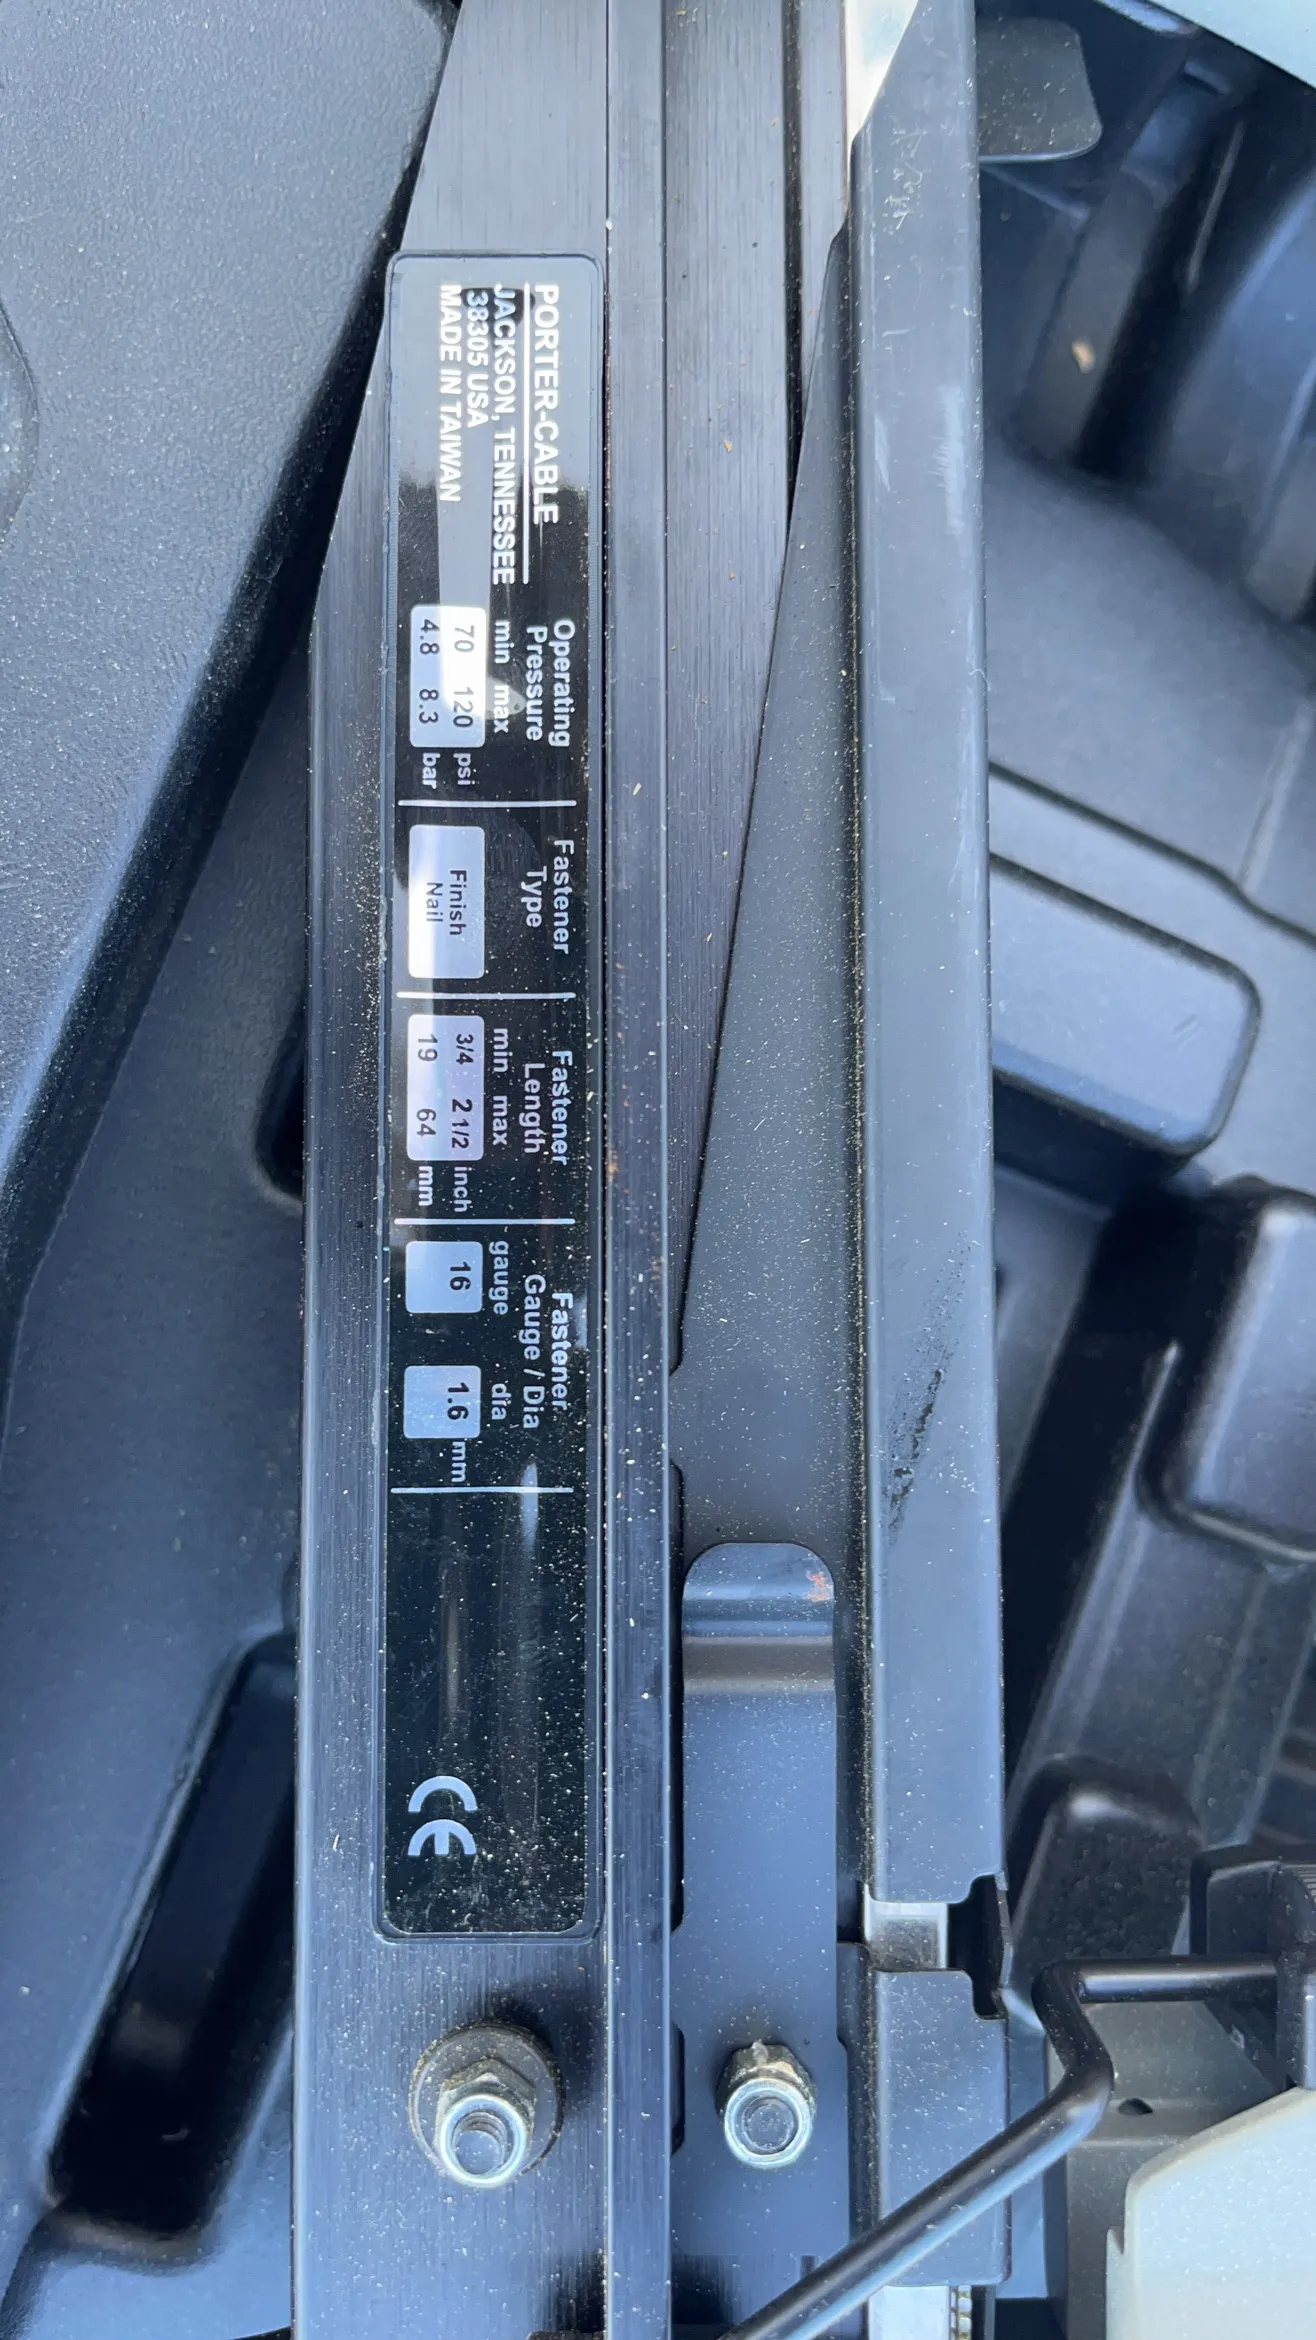 PORTER-CABLE
JACKSON, TENNESSEE
38305 USA
MADE IN TAIWAN
Operating
Pressure
min max
70 120 psi
4.8 8.3 bar
Fastener
Type
Finish
Nail
Fastener
Length
min max
3/4 2 1/2 inch
19 64 mm
Fastener
Gauge / Dia
gauge dia
16 1.6 mm
CE